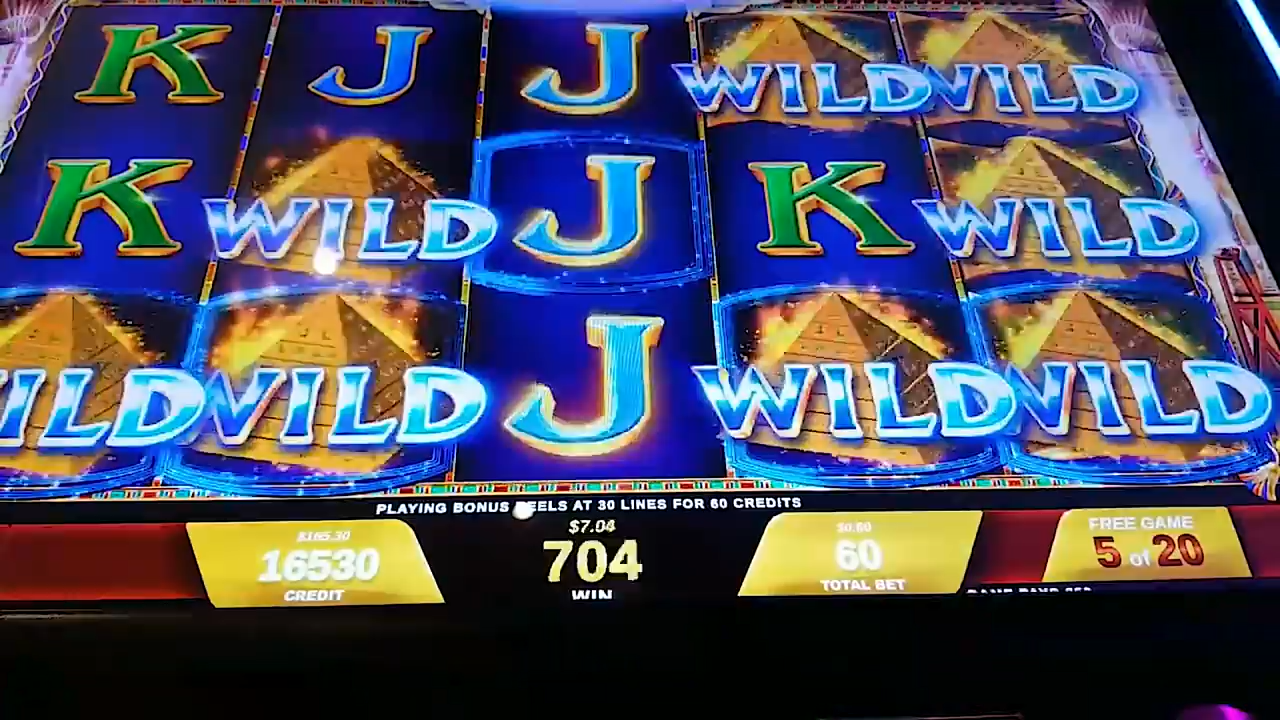 K J J WILD WILD
K WILD J K WILD
WILD WILD J WILD WILD
PLAYING BONUS REELS AT 30 LINES FOR 60 CREDITS
$165.30 $7.04 $0.60 FREE GAME
16530 704 60 5 of 20
CREDIT WIN TOTAL BET